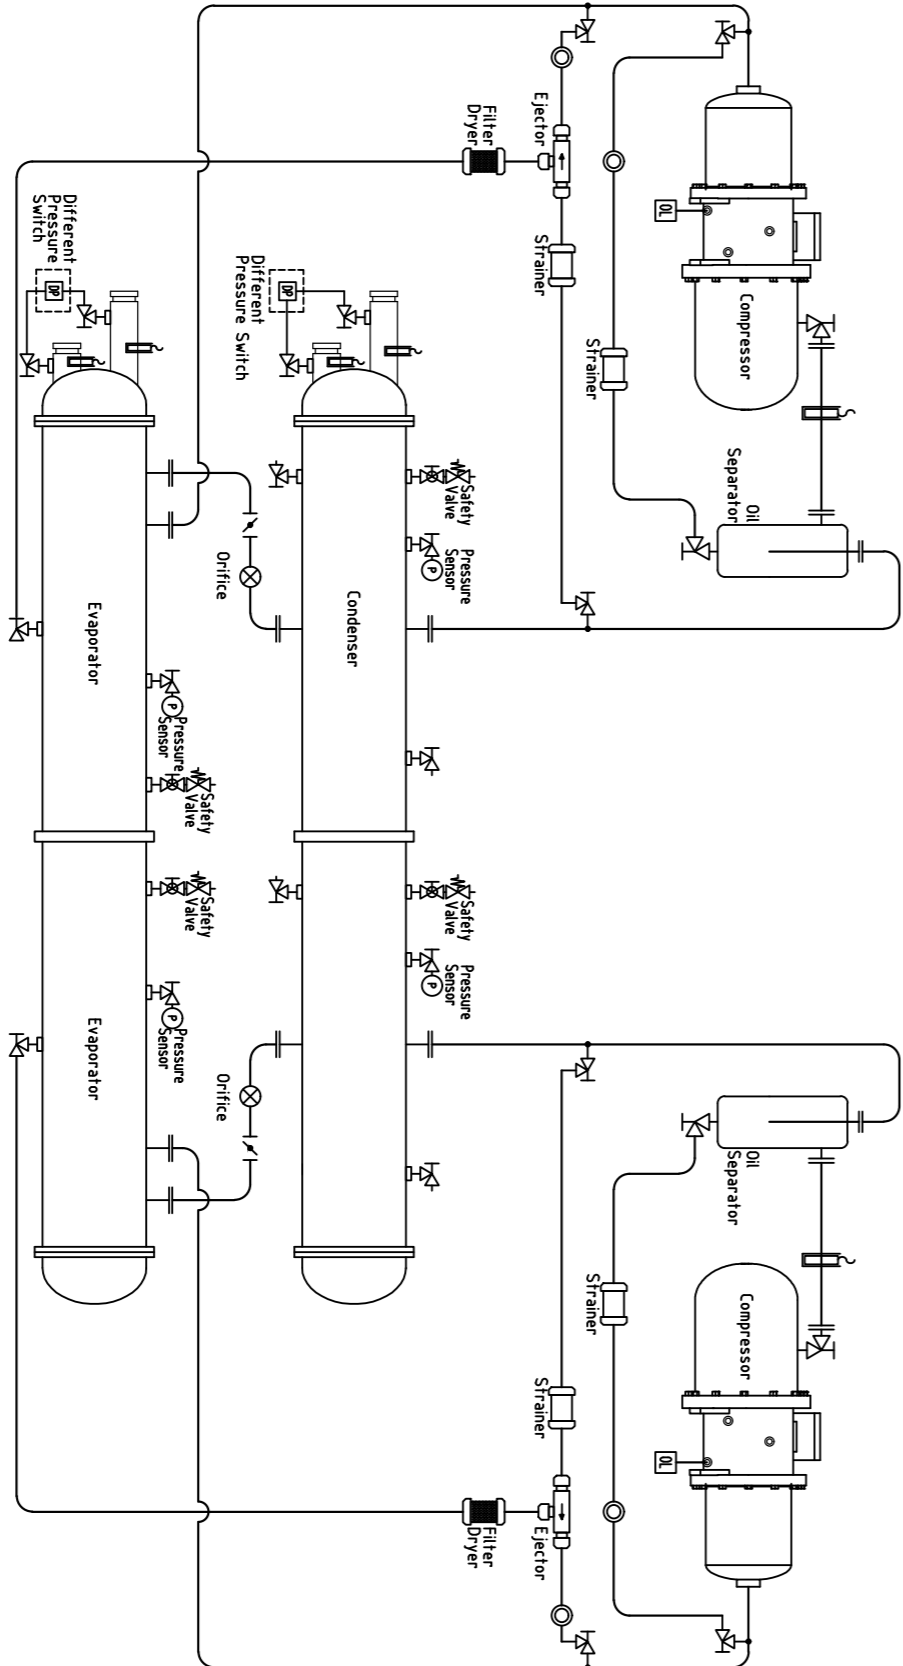 Ejector
Filter
Dryer
Strainer
OL
Compressor
Strainer
Different
Pressure
Switch
DP
Different
Pressure Switch
DP
Oil
Separator
Safety
Valve
Pressure
Sensor
P
Orifice
Condenser
Evaporator
P
Pressure
Sensor
Safety
Valve
Safety
Valve
Safety
Valve
Pressure
Sensor
P
P
Pressure
Sensor
Evaporator
Orifice
Oil
Separator
Strainer
Compressor
Strainer
OL
Filter
Dryer
Ejector